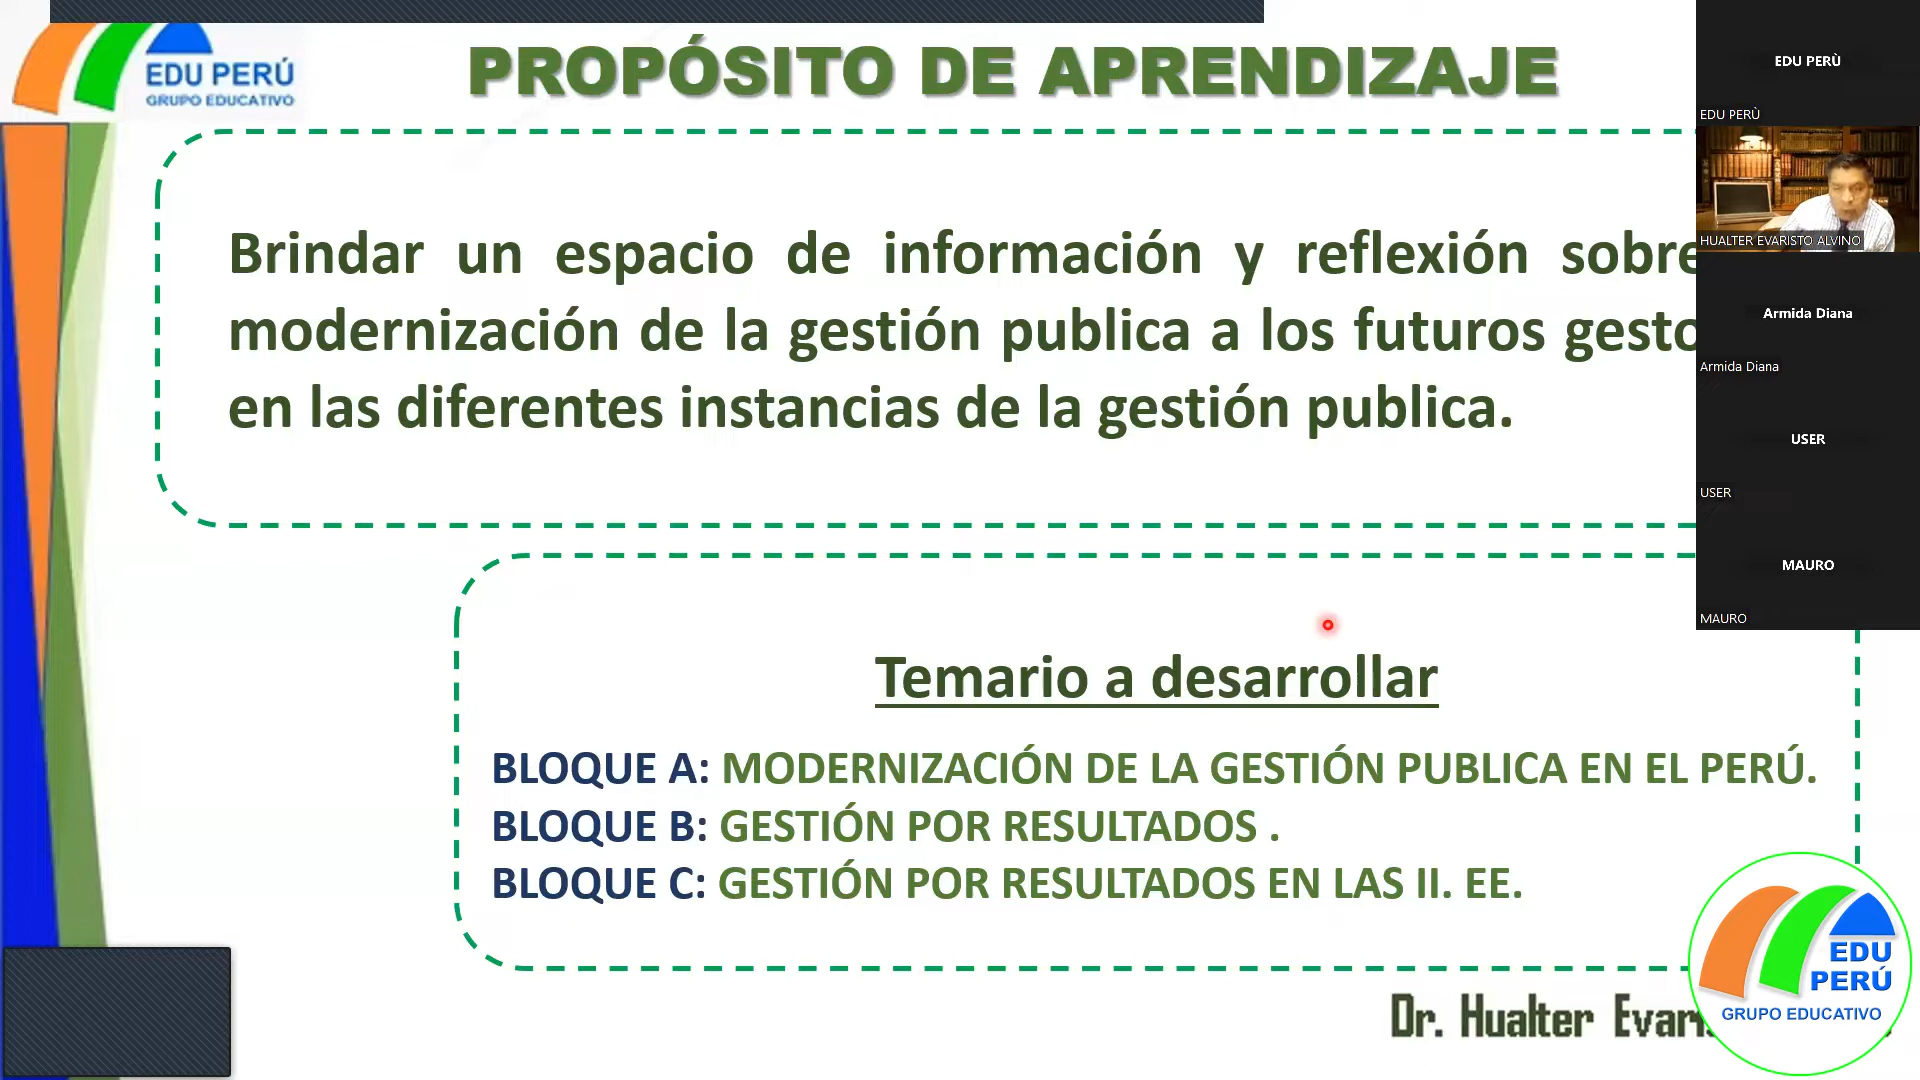 EDU PERÚ
GRUPO EDUCATIVO
PROPÓSITO DE APRENDIZAJE
Brindar un espacio de información y reflexión sobre
modernización de la gestión publica a los futuros
en las diferentes instancias de la gestión publica.
Temario a desarrollar
BLOQUE A: MODERNIZACIÓN DE LA GESTIÓN PUBLICA EN EL PERÚ.
BLOQUE B: GESTIÓN POR RESULTADOS .
BLOQUE C: GESTIÓN POR RESULTADOS EN LAS II. EE.
Dr. Hualter
EDU
PERÚ
GRUPO EDUCATIVO
EDU PERÙ
EDU PERÙ
HUALTER EVARISTO ALVINO
Armida Diana
Armida Diana
USER
USER
MAURO
MAURO